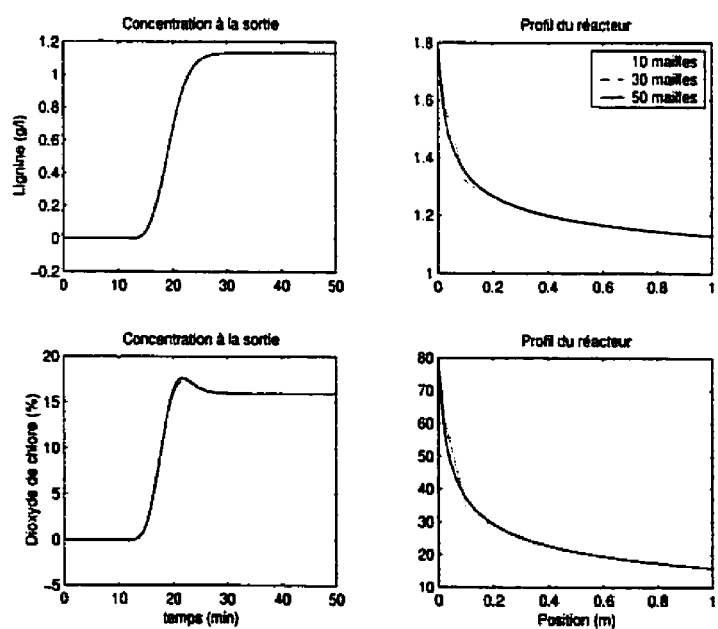 Concentration à la sortie
Lignine (g/l)
1.2
1
0.8
0.6
0.4
0.2
0
-0.2
0 10 20 30 40 50
Profil du réacteur
10 mailles
30 mailles
50 mailles
1.8
1.6
1.4
1.2
1
0 0.2 0.4 0.6 0.8 1
Concentration à la sortie
Dioxyde de chlore (%)
20
15
10
5
0
-5
0 10 20 30 40 50
temps (min)
Profil du réacteur
80
70
60
50
40
30
20
10
0 0.2 0.4 0.6 0.8 1
Position (m)